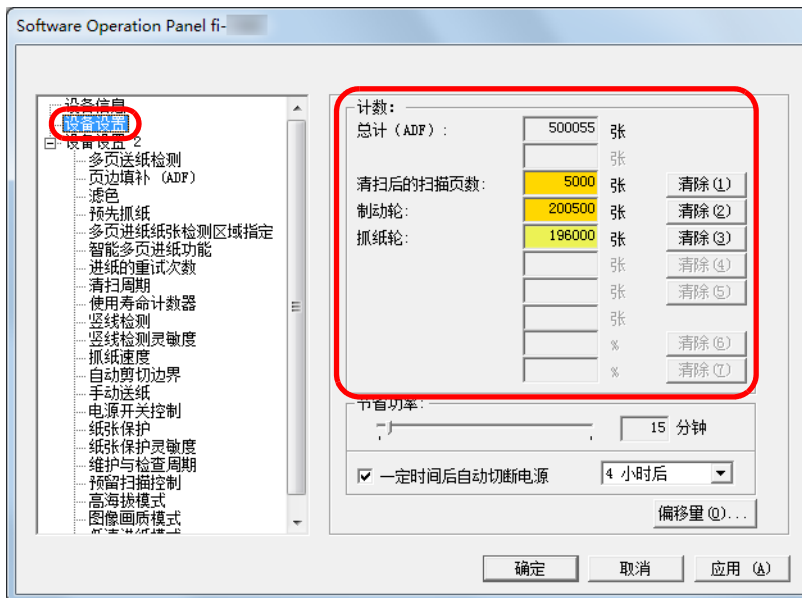 Software Operation Panel fi-
设备信息
设备设置
设备设置 2
多页送纸检测
页边填补 (ADF)
滤色
预先抓纸
多页进纸纸张检测区域指定
智能多页进纸功能
进纸的重试次数
清扫周期
使用寿命计数器
竖线检测
竖线检测灵敏度
抓纸速度
自动剪切边界
手动送纸
电源开关控制
纸张保护
纸张保护灵敏度
维护与检查周期
预留扫描控制
高海拔模式
图像画质模式
低速进纸模式
计数:
总计 (ADF) : 500055 张
张
清扫后的扫描页数: 5000 张 清除(1)
制动轮: 200500 张 清除(2)
抓纸轮: 196000 张 清除(3)
张 清除(4)
张 清除(5)
张
% 清除(6)
% 清除(7)
节省功率:
15 分钟
一定时间后自动切断电源 4 小时后
偏移量(O)...
确定 取消 应用 (A)